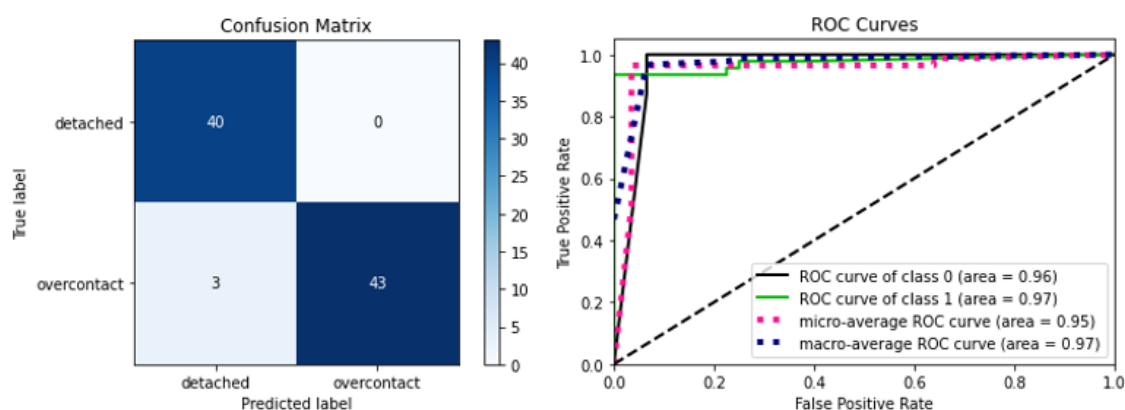 Confusion Matrix
True label
detached
overcontact
40
0
3
43
detached
overcontact
Predicted label
40
35
30
25
20
15
10
5
0
ROC Curves
True Positive Rate
1.0
0.8
0.6
0.4
0.2
0.0
0.0
0.2
0.4
0.6
0.8
1.0
False Positive Rate
ROC curve of class 0 (area = 0.96)
ROC curve of class 1 (area = 0.97)
micro-average ROC curve (area = 0.95)
macro-average ROC curve (area = 0.97)